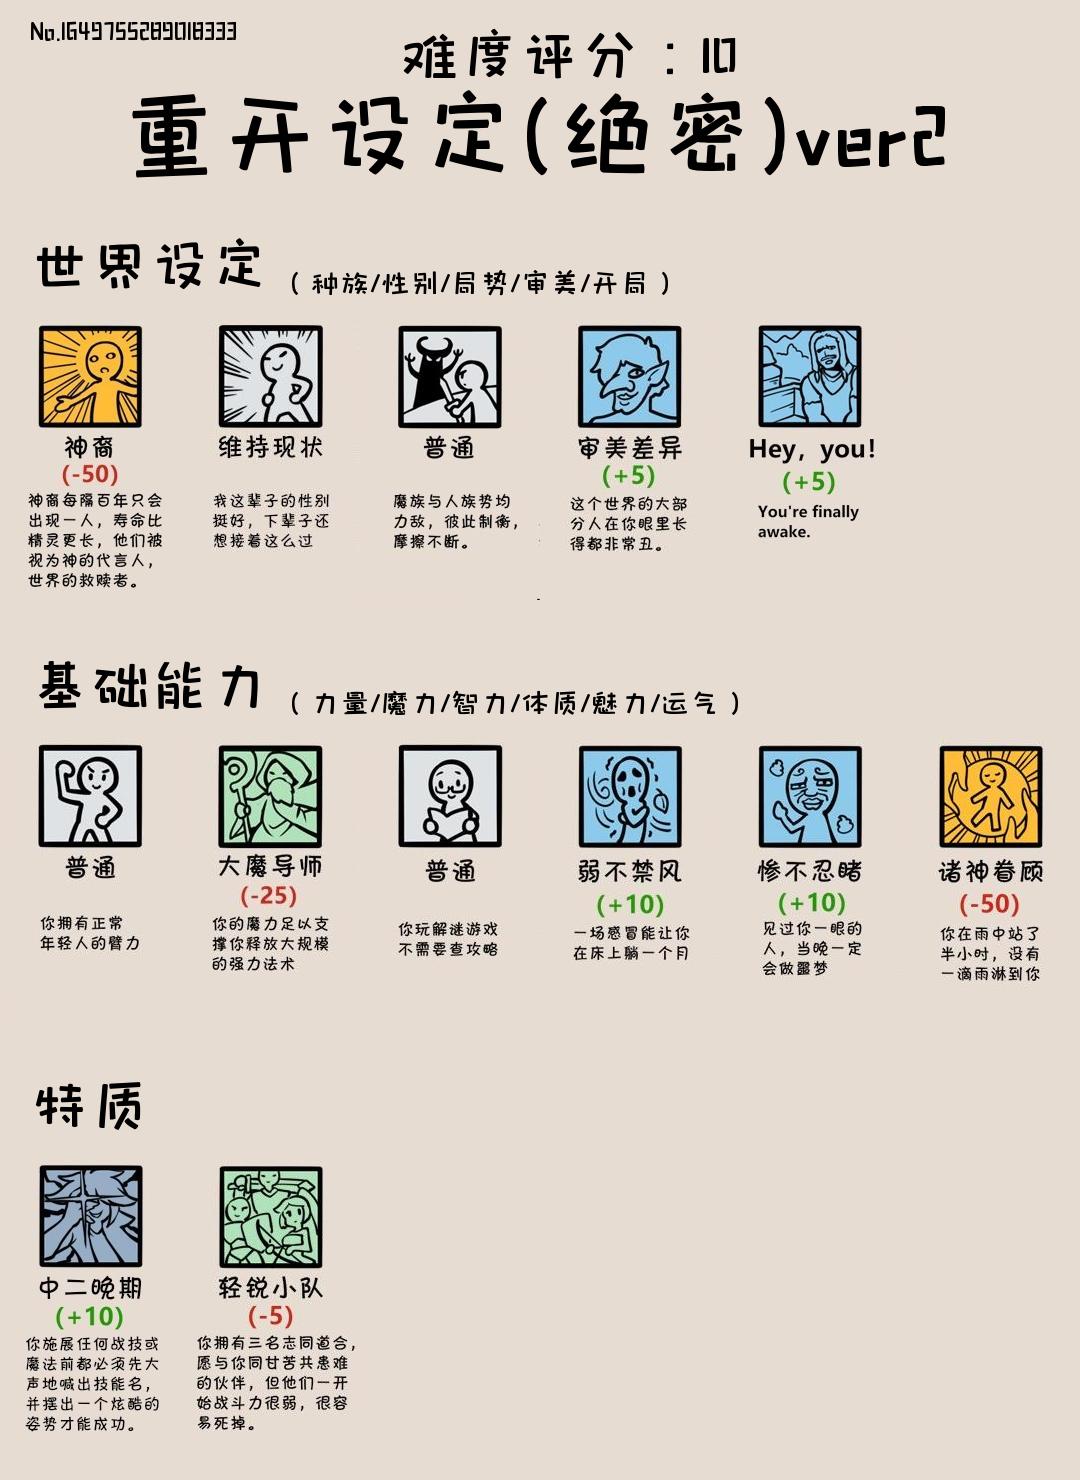 No.1649755289018333
难度评分：10
重开设定(绝密)ver2
世界设定（种族/性别/局势/审美/开局）
神裔
(-50)
神裔每隔百年只会
出现一人，寿命比
精灵更长，他们被
视为神的代言人，
世界的救赎者。
维持现状
我这辈子的性别
挺好，下辈子还
想接着这么过
普通
魔族与人族势均
力敌，彼此制衡，
摩擦不断。
审美差异
(+5)
这个世界的大部
分人在你眼里长
得都非常丑。
Hey, you!
(+5)
You're finally
awake.
基础能力（力量/魔力/智力/体质/魅力/运气）
普通
你拥有正常
年轻人的臂力
大魔导师
(-25)
你的魔力足以支
撑你释放大规模
的强力法术
普通
你玩解谜游戏
不需要查攻略
弱不禁风
(+10)
一场感冒能让你
在床上躺一个月
惨不忍睹
(+10)
见过你一眼的
人，当晚一定
会做噩梦
诸神眷顾
(-50)
你在雨中站了
半小时，没有
一滴雨淋到你
特质
中二晚期
(+10)
你施展任何战技或
魔法前都必须先大
声地喊出技能名，
并摆出一个炫酷的
姿势才能成功。
轻锐小队
(-5)
你拥有三名志同道合，
愿与你同甘苦共患难
的伙伴，但他们一开
始战斗力很弱，很容
易死掉。